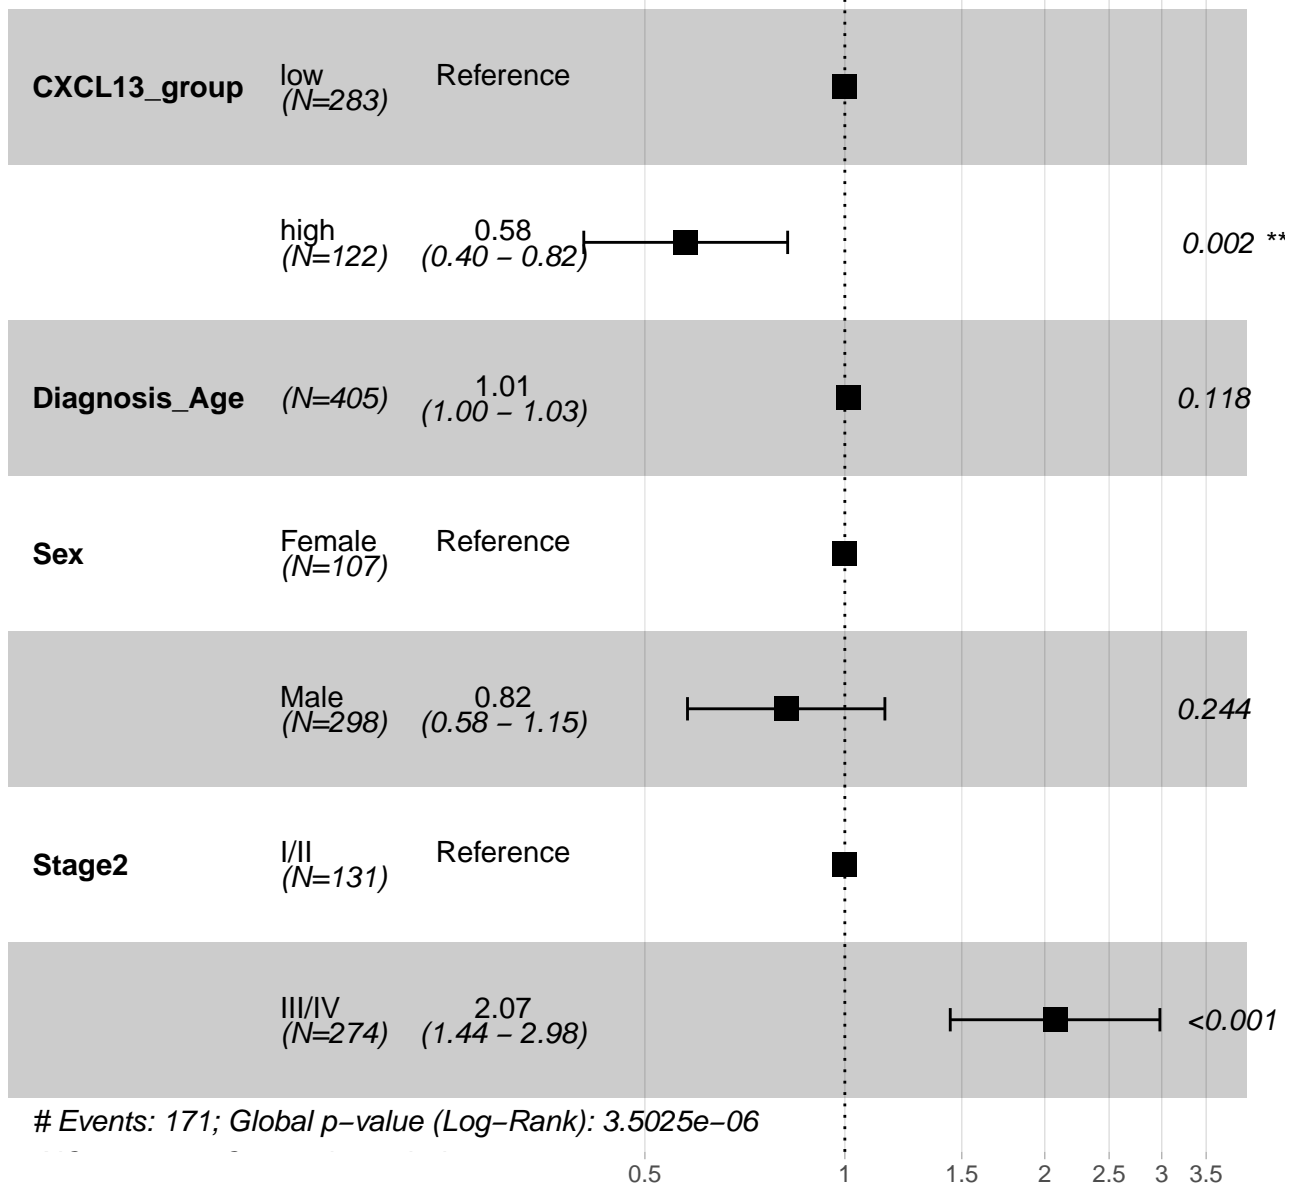 CXCL13_group low (N=283) Reference
high (N=122) 0.58 (0.40 – 0.82) 0.002 **
Diagnosis_Age (N=405) 1.01 (1.00 – 1.03) 0.118
Sex Female (N=107) Reference
Male (N=298) 0.82 (0.58 – 1.15) 0.244
Stage2 I/II (N=131) Reference
III/IV (N=274) 2.07 (1.44 – 2.98) <0.001
# Events: 171; Global p−value (Log−Rank): 3.5025e−06
0.5 1 1.5 2 2.5 3 3.5